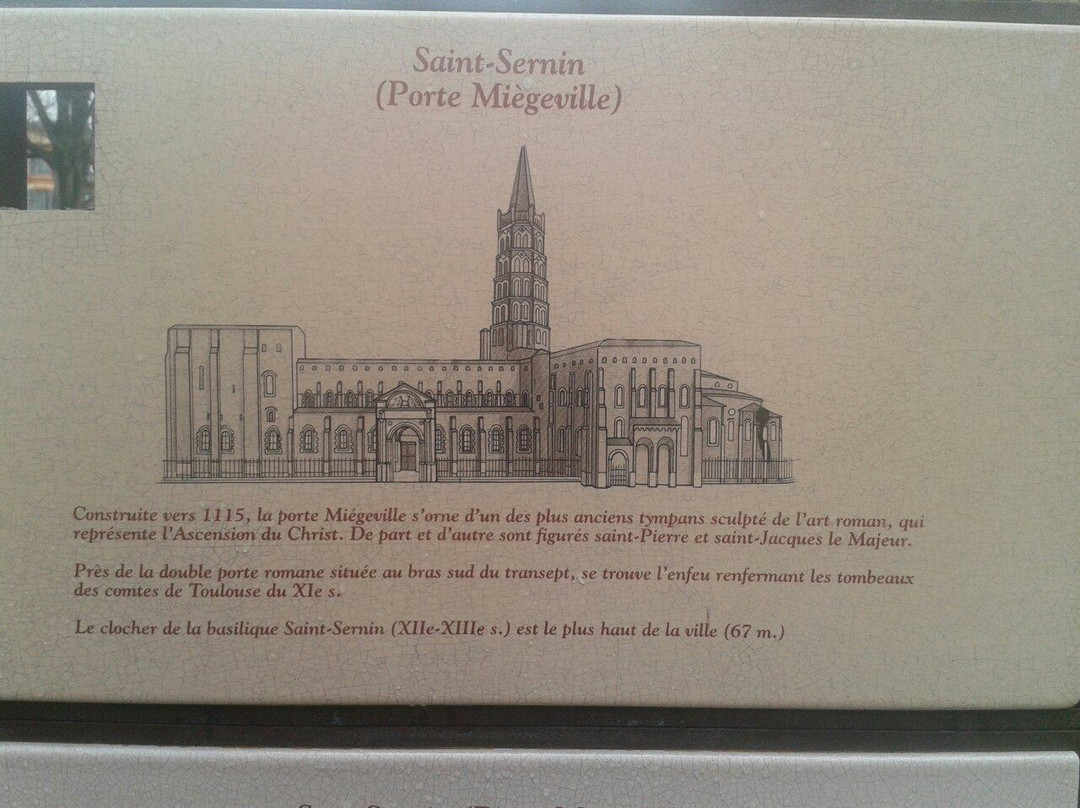 Saint-Sernin
(Porte Miègeville)
Construite vers 1115, la porte Miégeville s'orne d'un des plus anciens tympans sculpté de l'art roman, qui
représente l'Ascension du Christ. De part et d'autre sont figurés saint-Pierre et saint-Jacques le Majeur.
Près de la double porte romane située au bras sud du transept, se trouve l'enfeu renfermant les tombeaux
des comtes de Toulouse du XIe s.
Le clocher de la basilique Saint-Sernin (XIIe-XIIIe s.) est le plus haut de la ville (67 m.)